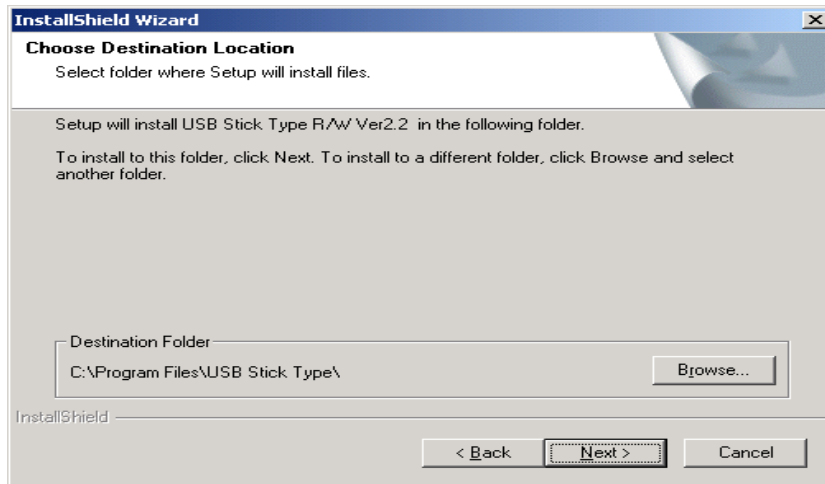 InstallShield Wizard
Choose Destination Location
Select folder where Setup will install files.
Setup will install USB Stick Type R/W Ver2.2 in the following folder.
To install to this folder, click Next. To install to a different folder, click Browse and select
another folder.
Destination Folder
C:\Program Files\USB Stick Type\
Browse...
InstallShield
< Back
Next >
Cancel